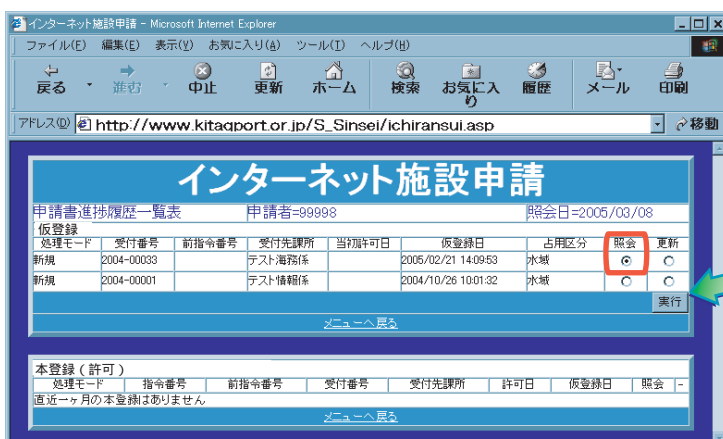 インターネット施設申請 - Microsoft Internet Explorer
ファイル(F) 編集(E) 表示(V) お気に入り(A) ツール(T) ヘルプ(H)
戻る 進む 中止 更新 ホーム 検索 お気に入り 履歴 メール 印刷
アドレス(D) http://www.kitaqport.or.jp/S_Sinsei/ichiransui.asp 移動
インターネット施設申請
申請書進捗履歴一覧表 申請者=99998 照会日=2005/03/08
仮登録
処理モード 受付番号 前指令番号 受付先課所 当初許可日 仮登録日 占用区分 照会 更新
新規 2004-00033 テスト海務係 2005/02/21 14:09:53 水域
新規 2004-00001 テスト情報係 2004/10/26 10:01:32 水域
実行
メニューへ戻る
本登録(許可)
処理モード 指令番号 前指令番号 受付番号 受付先課所 許可日 仮登録日 照会 -
直近一ヶ月の本登録はありません
メニューへ戻る